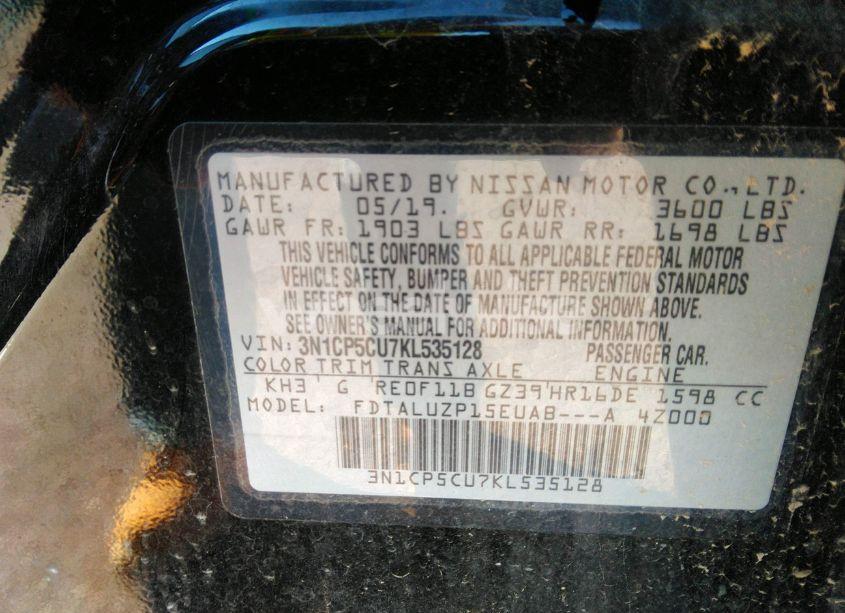 MANUFACTURED BY NISSAN MOTOR CO.,LTD.
DATE: 05/19. GVWR: 3600 LBS
GAWR FR: 1903 LBS GAWR RR: 1698 LBS
THIS VEHICLE CONFORMS TO ALL APPLICABLE FEDERAL MOTOR
VEHICLE SAFETY, BUMPER AND THEFT PREVENTION STANDARDS
IN EFFECT ON THE DATE OF MANUFACTURE SHOWN ABOVE.
SEE OWNER'S MANUAL FOR ADDITIONAL INFORMATION.
VIN: 3N1CP5CU7KL535128 PASSENGER CAR.
COLOR TRIM TRANS AXLE ENGINE
KH3 G RE0F11B GZ39 HR16DE 1598 CC
MODEL: FDTALUZP15EUAB---A 4Z000
3N1CP5CU7KL535128